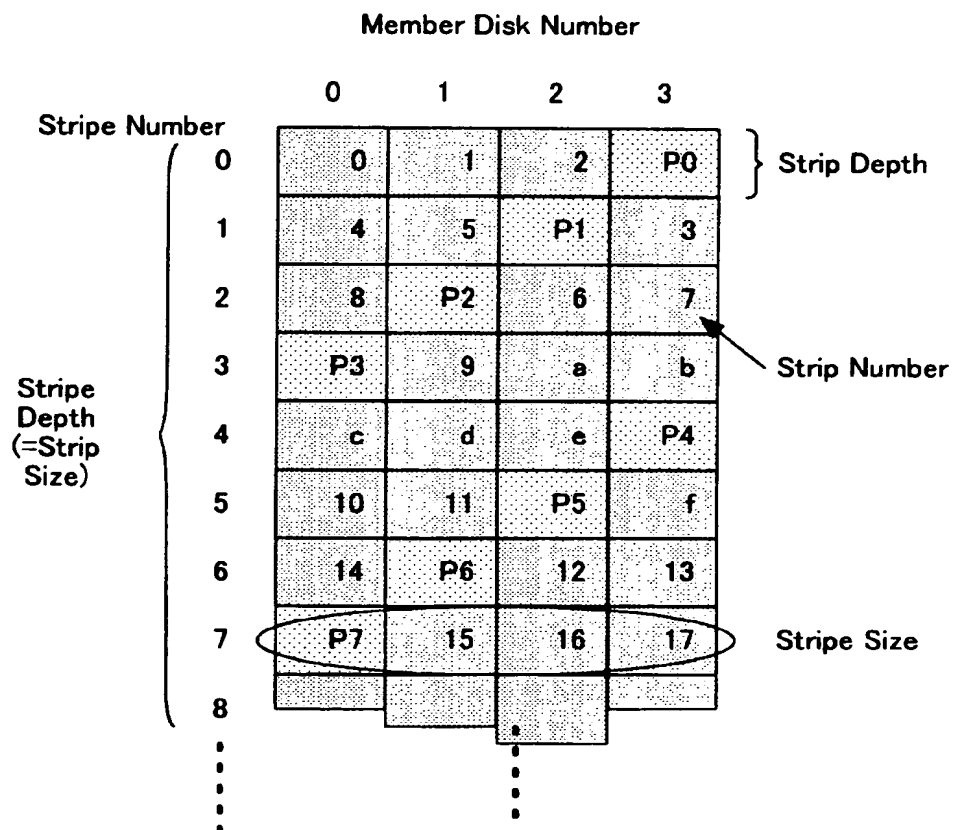 Member Disk Number
0 1 2 3
Stripe Number
0 0 1 2 P0 Strip Depth
1 4 5 P1 3
2 8 P2 6 7
3 P3 9 a b Strip Number
Stripe
Depth
(=Strip
Size)
4 c d e P4
5 10 11 P5 f
6 14 P6 12 13
7 P7 15 16 17 Stripe Size
8